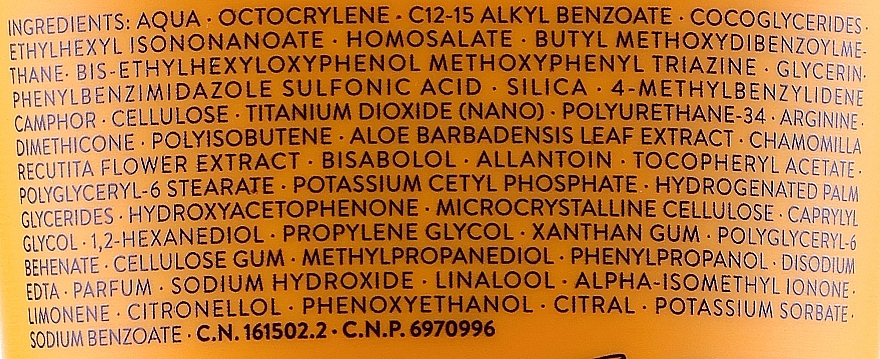 INGREDIENTS: AQUA · OCTOCRYLENE · C12-15 ALKYL BENZOATE · COCOGLYCERIDES ·
ETHYLHEXYL ISONONANOATE · HOMOSALATE · BUTYL METHOXYDIBENZOYLME-
THANE· BIS-ETHYLHEXYLOXYPHENOL METHOXYPHENYL TRIAZINE · GLYCERIN·
PHENYLBENZIMIDAZOLE SULFONIC ACID · SILICA · 4-METHYLBENZYLIDENE
CAMPHOR · CELLULOSE · TITANIUM DIOXIDE (NANO) · POLYURETHANE-34 · ARGININE·
DIMETHICONE · POLYISOBUTENE · ALOE BARBADENSIS LEAF EXTRACT · CHAMOMILLA
RECUTITA FLOWER EXTRACT · BISABOLOL · ALLANTOIN · TOCOPHERYL ACETATE ·
POLYGLYCERYL-6 STEARATE · POTASSIUM CETYL PHOSPHATE · HYDROGENATED PALM
GLYCERIDES · HYDROXYACETOPHENONE · MICROCRYSTALLINE CELLULOSE · CAPRYLYL
GLYCOL · 1,2-HEXANEDIOL · PROPYLENE GLYCOL · XANTHAN GUM · POLYGLYCERYL-6
BEHENATE · CELLULOSE GUM · METHYLPROPANEDIOL · PHENYLPROPANOL · DISODIUM
EDTA · PARFUM · SODIUM HYDROXIDE · LINALOOL · ALPHA-ISOMETHYL IONONE ·
LIMONENE · CITRONELLOL · PHENOXYETHANOL · CITRAL · POTASSIUM SORBATE ·
SODIUM BENZOATE · C.N. 161502.2 · C.N.P. 6970996